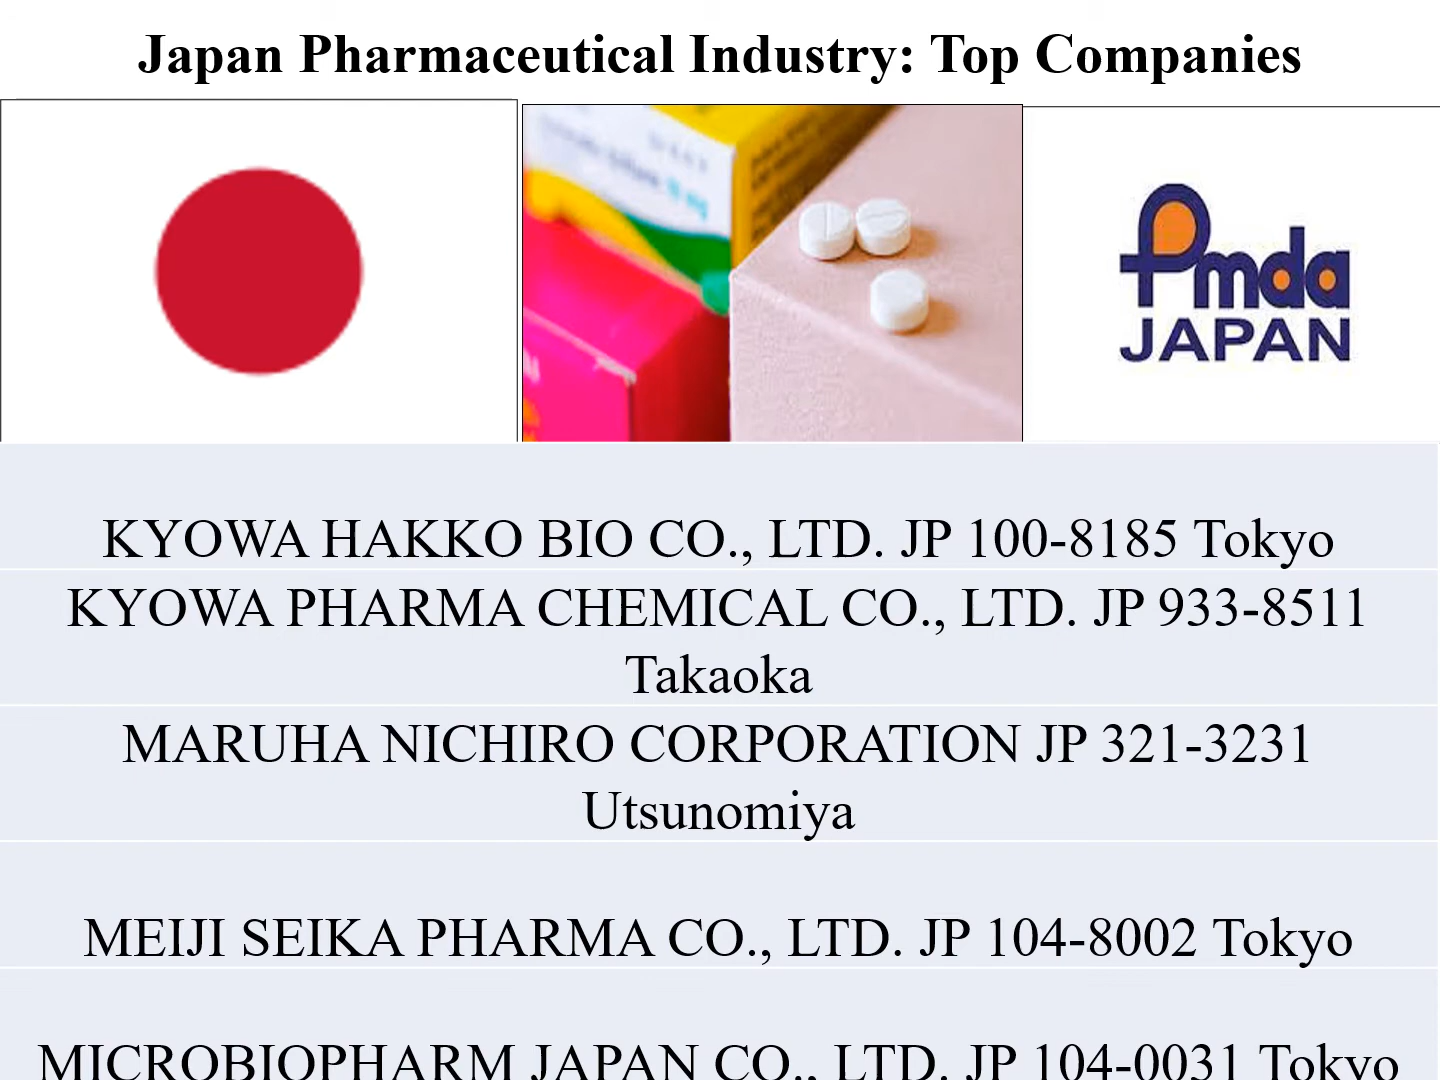 Japan Pharmaceutical Industry: Top Companies
Pmda
JAPAN
KYOWA HAKKO BIO CO., LTD. JP 100-8185 Tokyo
KYOWA PHARMA CHEMICAL CO., LTD. JP 933-8511
Takaoka
MARUHA NICHIRO CORPORATION JP 321-3231
Utsunomiya
MEIJI SEIKA PHARMA CO., LTD. JP 104-8002 Tokyo
MICROBIOPHARM JAPAN CO., LTD. JP 104-0031 Tokyo